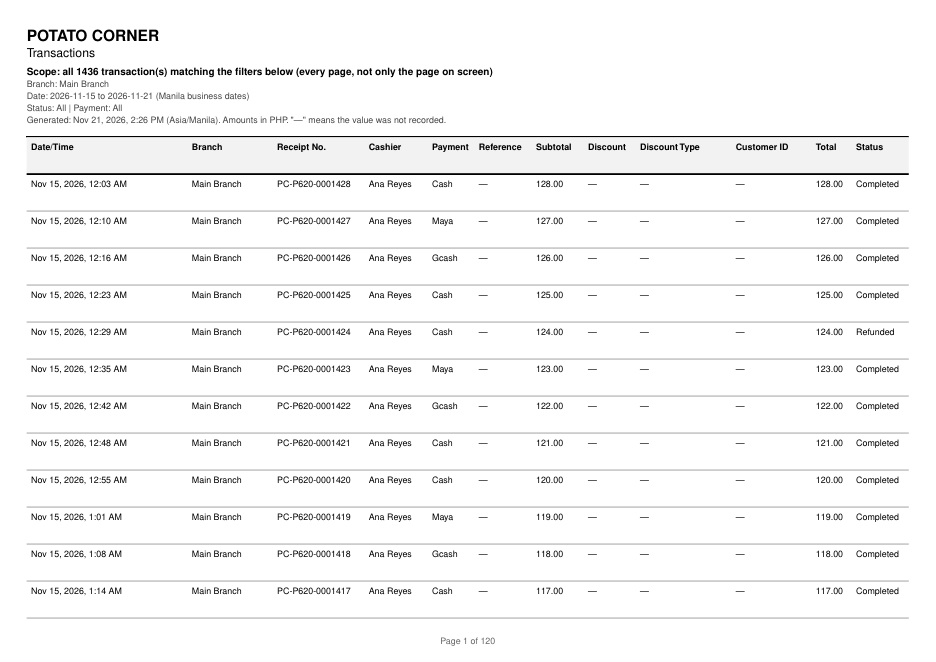 POTATO CORNER
Transactions
Scope: all 1436 transaction(s) matching the filters below (every page, not only the page on screen)
Branch: Main Branch
Date: 2026-11-15 to 2026-11-21 (Manila business dates)
Status: All | Payment: All
Generated: Nov 21, 2026, 2:26 PM (Asia/Manila). Amounts in PHP. "—" means the value was not recorded.
Date/Time Branch Receipt No. Cashier Payment Reference Subtotal Discount Discount Type Customer ID Total Status
Nov 15, 2026, 12:03 AM Main Branch PC-P620-0001428 Ana Reyes Cash — 128.00 — — — 128.00 Completed
Nov 15, 2026, 12:10 AM Main Branch PC-P620-0001427 Ana Reyes Maya — 127.00 — — — 127.00 Completed
Nov 15, 2026, 12:16 AM Main Branch PC-P620-0001426 Ana Reyes Gcash — 126.00 — — — 126.00 Completed
Nov 15, 2026, 12:23 AM Main Branch PC-P620-0001425 Ana Reyes Cash — 125.00 — — — 125.00 Completed
Nov 15, 2026, 12:29 AM Main Branch PC-P620-0001424 Ana Reyes Cash — 124.00 — — — 124.00 Refunded
Nov 15, 2026, 12:35 AM Main Branch PC-P620-0001423 Ana Reyes Maya — 123.00 — — — 123.00 Completed
Nov 15, 2026, 12:42 AM Main Branch PC-P620-0001422 Ana Reyes Gcash — 122.00 — — — 122.00 Completed
Nov 15, 2026, 12:48 AM Main Branch PC-P620-0001421 Ana Reyes Cash — 121.00 — — — 121.00 Completed
Nov 15, 2026, 12:55 AM Main Branch PC-P620-0001420 Ana Reyes Cash — 120.00 — — — 120.00 Completed
Nov 15, 2026, 1:01 AM Main Branch PC-P620-0001419 Ana Reyes Maya — 119.00 — — — 119.00 Completed
Nov 15, 2026, 1:08 AM Main Branch PC-P620-0001418 Ana Reyes Gcash — 118.00 — — — 118.00 Completed
Nov 15, 2026, 1:14 AM Main Branch PC-P620-0001417 Ana Reyes Cash — 117.00 — — — 117.00 Completed
Page 1 of 120